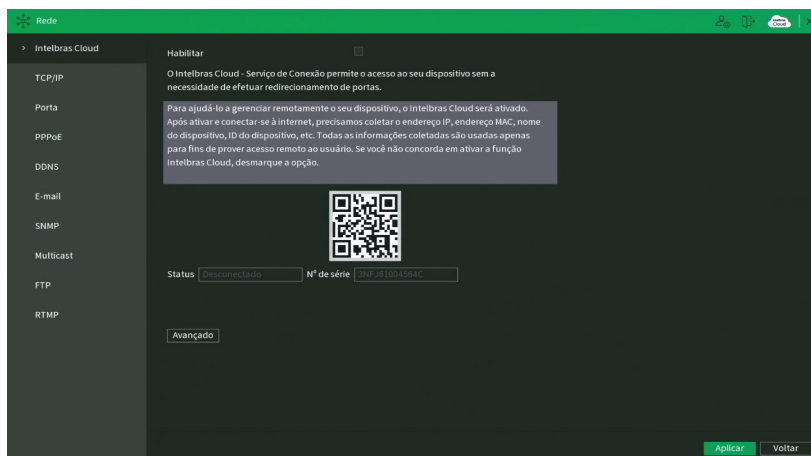 Rede
Intelbras Cloud
TCP/IP
Porta
PPPoE
DDNS
E-mail
SNMP
Multicast
FTP
RTMP
Habilitar
O Intelbras Cloud - Serviço de Conexão permite o acesso ao seu dispositivo sem a
necessidade de efetuar redirecionamento de portas.
Para ajudá-lo a gerenciar remotamente o seu dispositivo, o Intelbras Cloud será ativado.
Após ativar e conectar-se à internet, precisamos coletar o endereço IP, endereço MAC, nome
do dispositivo, ID do dispositivo, etc. Todas as informações coletadas são usadas apenas
para fins de prover acesso remoto ao usuário. Se você não concorda em ativar a função
Intelbras Cloud, desmarque a opção.
Status Desconectado Nº de série 3NFJ61004564C
Avançado
Aplicar Voltar